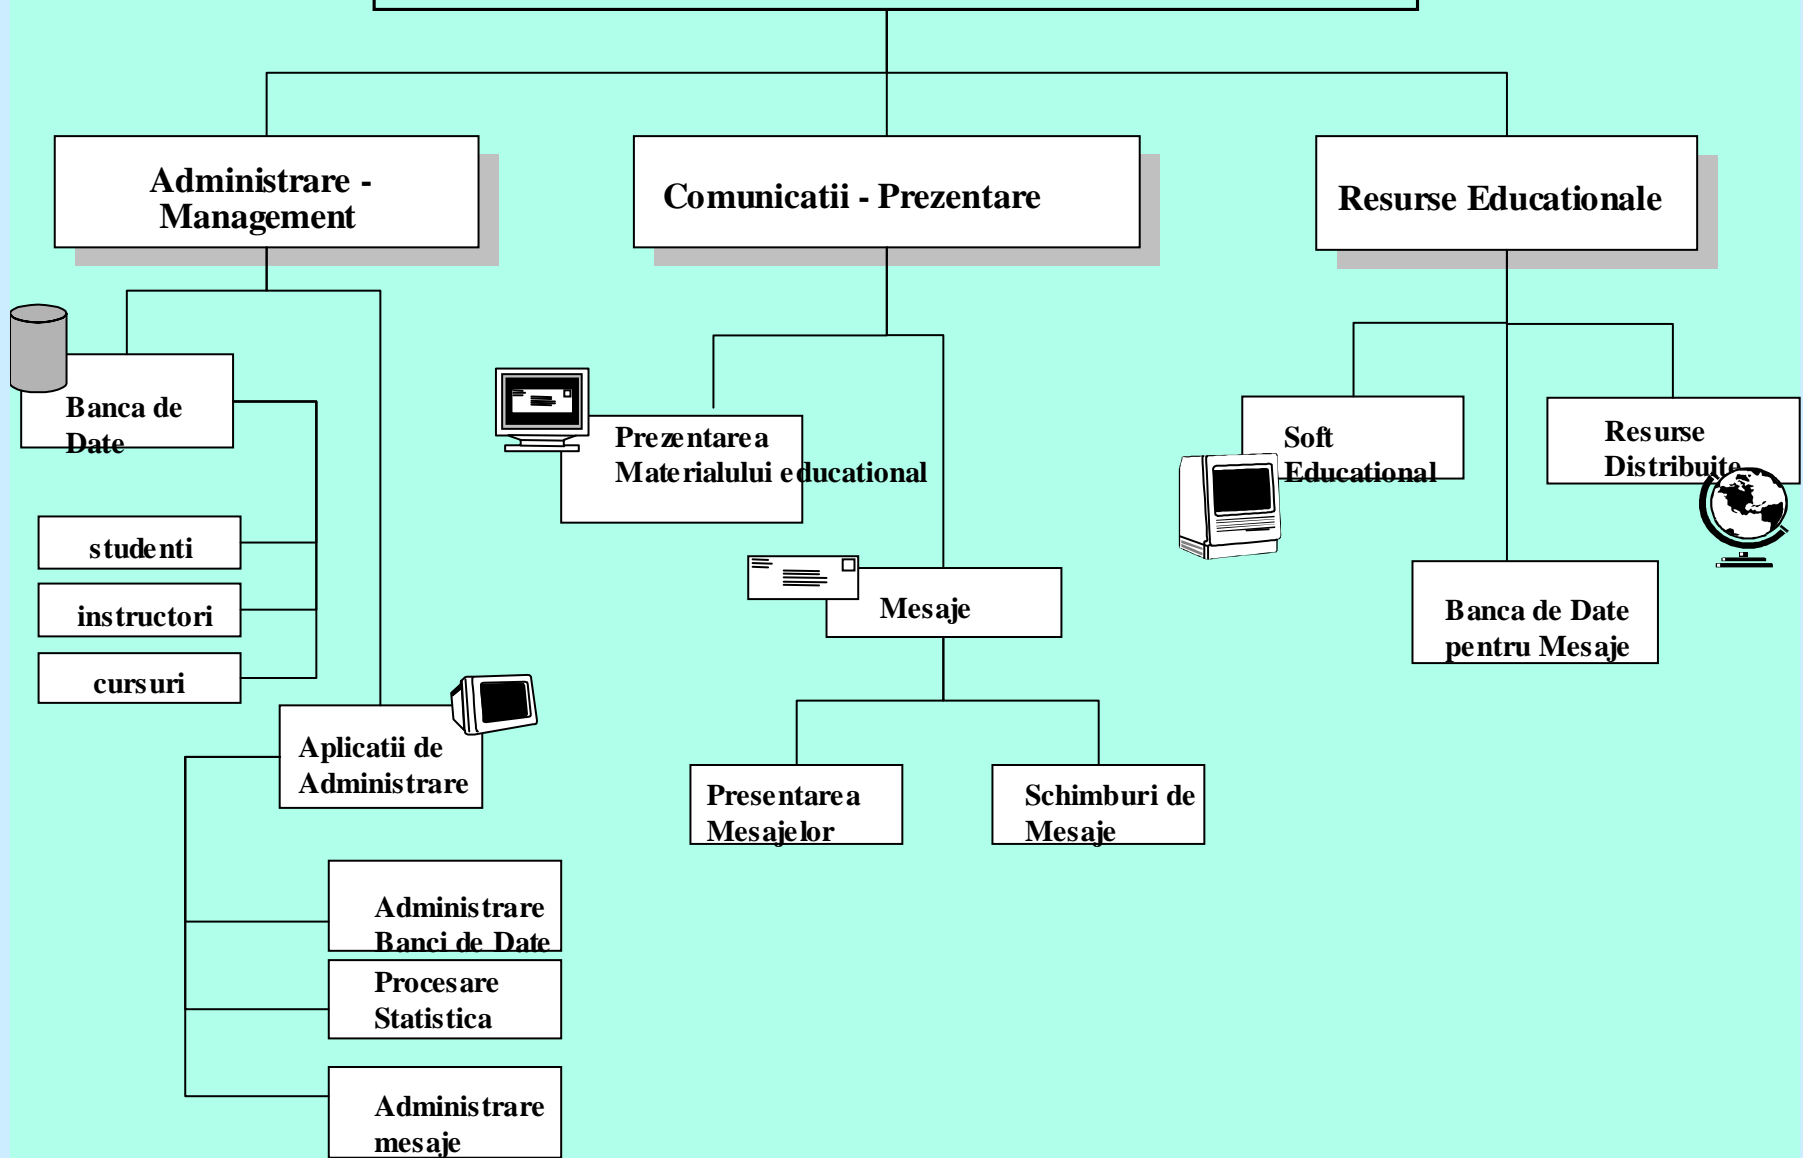 Administrare -
Management
Comunicatii - Prezentare
Resurse Educationale
Banca de
Date
studenti
instructori
cursuri
Aplicatii de
Administrare
Administrare
Banci de Date
Procesare
Statistica
Administrare
mesaje
Prezentarea
Materialului educational
Mesaje
Presentarea
Mesajelor
Schimburi de
Mesaje
Soft
Educational
Resurse
Distribuite
Banca de Date
pentru Mesaje